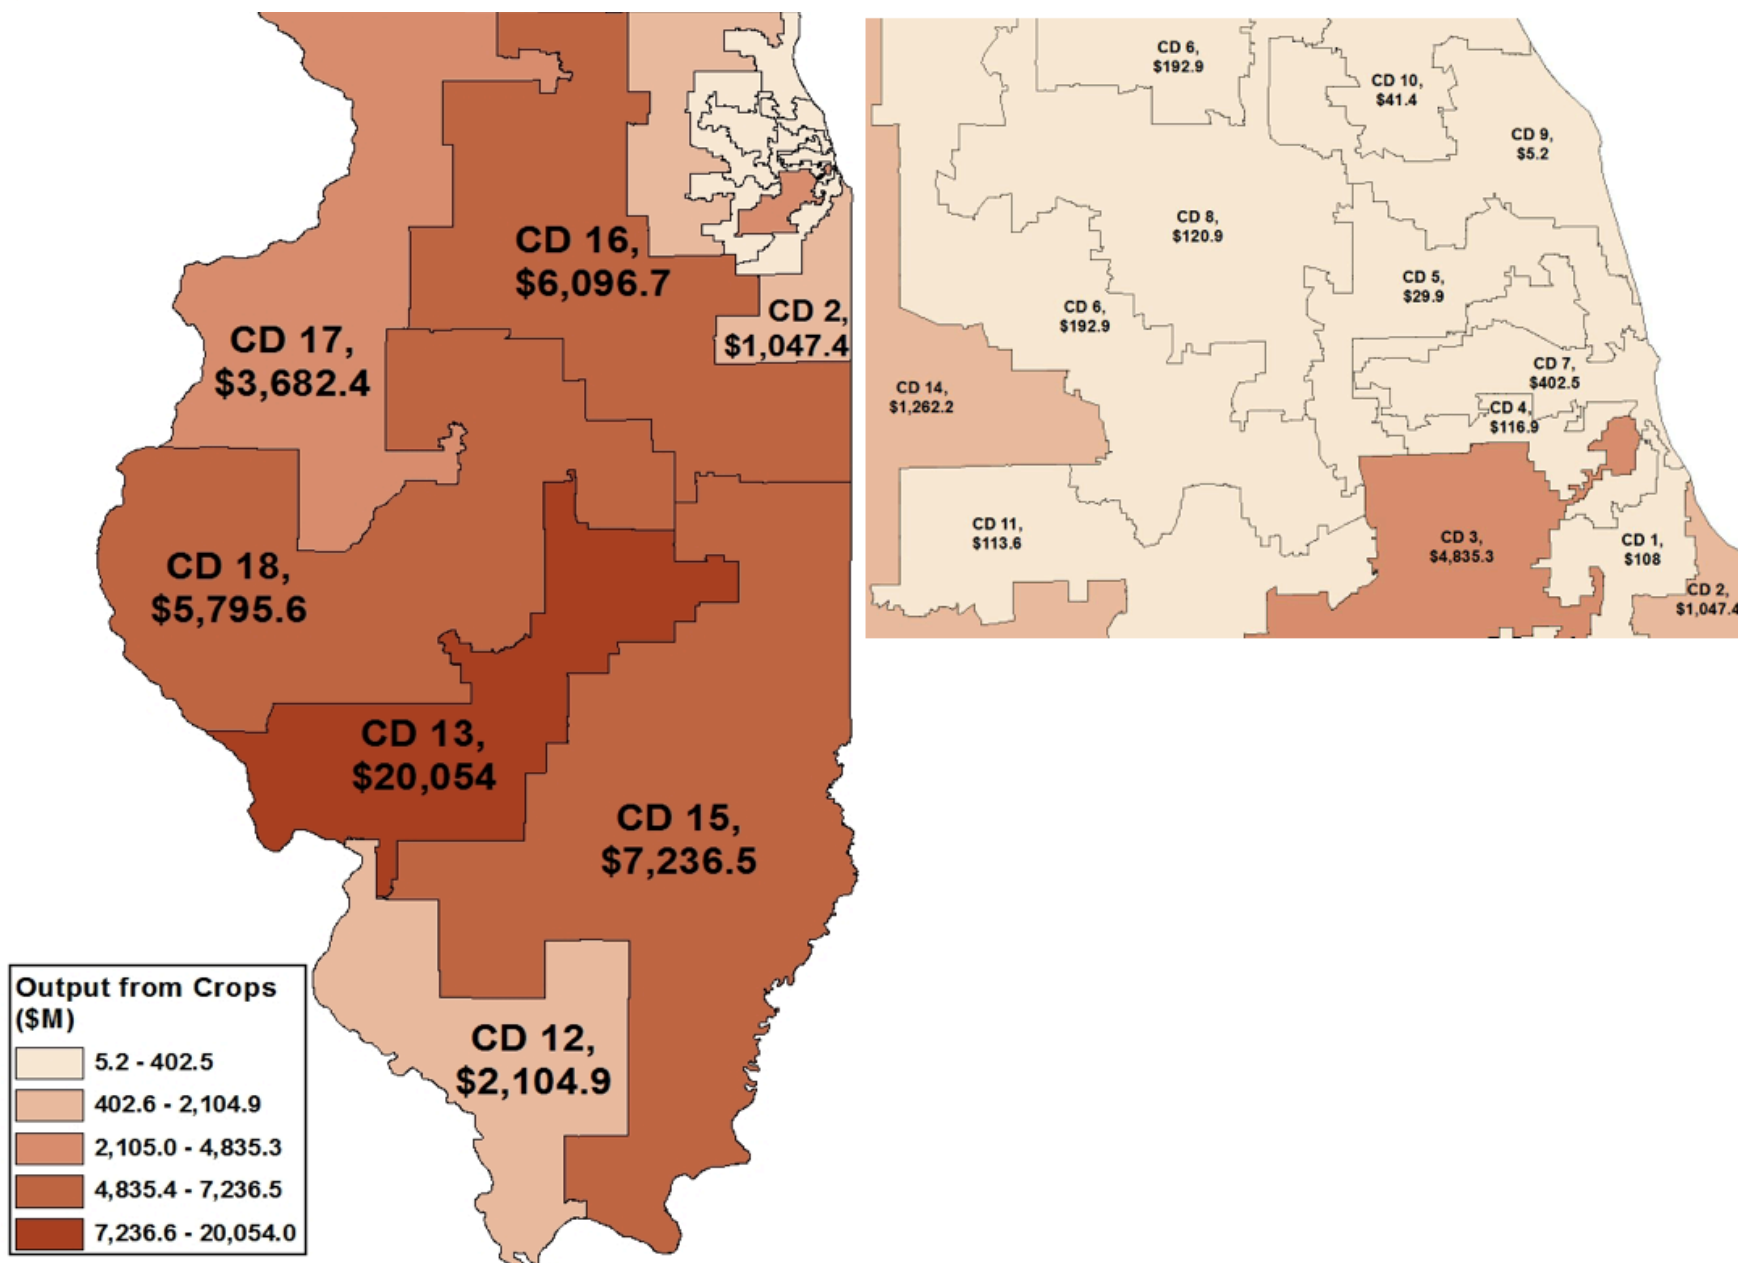 CD 16,
$6,096.7
CD 2,
$1,047.4
CD 17,
$3,682.4
CD 18,
$5,795.6
CD 13,
$20,054
CD 15,
$7,236.5
CD 12,
$2,104.9
Output from Crops
($M)
5.2 - 402.5
402.6 - 2,104.9
2,105.0 - 4,835.3
4,835.4 - 7,236.5
7,236.6 - 20,054.0
CD 6,
$192.9
CD 10,
$41.4
CD 9,
$5.2
CD 8,
$120.9
CD 5,
$29.9
CD 6,
$192.9
CD 7,
$402.5
CD 14,
$1,262.2
CD 4,
$116.9
CD 11,
$113.6
CD 3,
$4,835.3
CD 1,
$108
CD 2,
$1,047.4